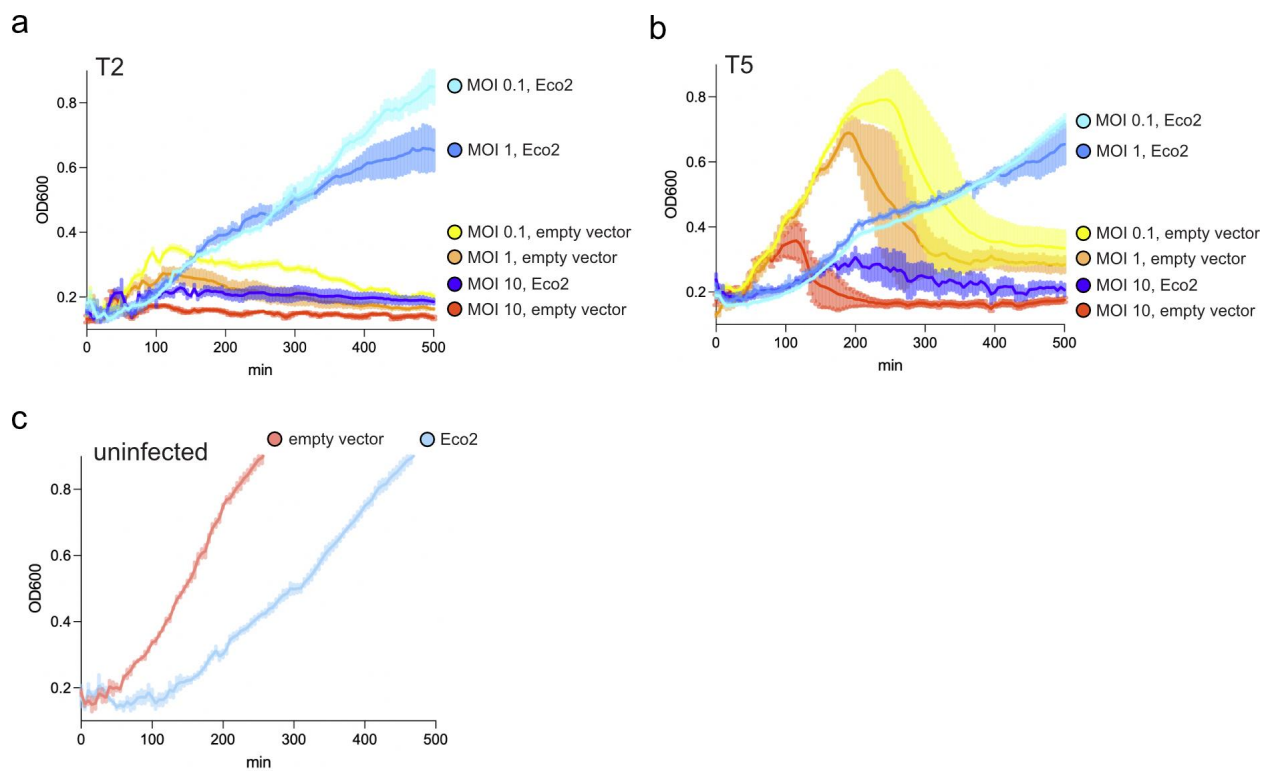 a
T2
0.8
0.6
0.4
0.2
OD600
0 100 200 300 400 500
min
MOI 0.1, Eco2
MOI 1, Eco2
MOI 0.1, empty vector
MOI 1, empty vector
MOI 10, Eco2
MOI 10, empty vector
b
T5
0.8
0.6
0.4
0.2
OD600
0 100 200 300 400 500
min
MOI 0.1, Eco2
MOI 1, Eco2
MOI 0.1, empty vector
MOI 1, empty vector
MOI 10, Eco2
MOI 10, empty vector
c
uninfected
empty vector
Eco2
0.8
0.6
0.4
0.2
OD600
0 100 200 300 400 500
min